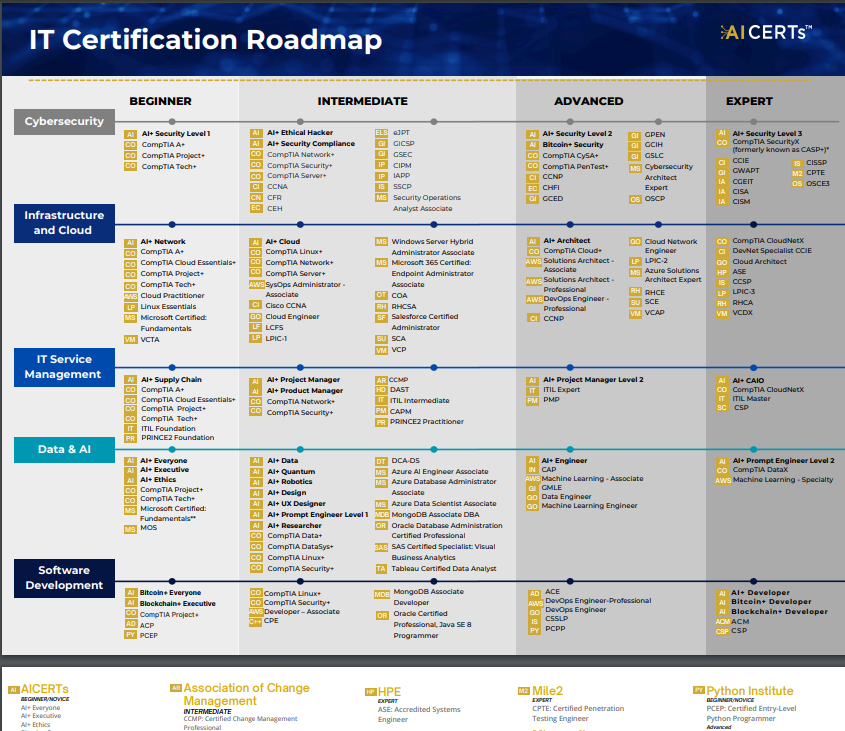 IT Certification Roadmap
AI CERTs™
BEGINNER
INTERMEDIATE
ADVANCED
EXPERT
Cybersecurity
AI AI+ Security Level 1
CO CompTIA A+
CO CompTIA Project+
CO CompTIA Tech+
AI AI+ Ethical Hacker
AI AI+ Security Compliance
CO CompTIA Network+
CO CompTIA Security+
CO CompTIA Server+
CI CCNA
CN CFR
EC CEH
ELS eJPT
GI GICSP
GI GSEC
IP CIPM
IP IAPP
IS SSCP
MS Security Operations
Analyst Associate
AI AI+ Security Level 2
AI Bitcoin+ Security
CO CompTIA CySA+
CO CompTIA PenTest+
CI CCNP
EC CHFI
GI GCED
GI GPEN
GI GCIH
GI GSLC
MS Cybersecurity
Architect
Expert
OS OSCP
AI AI+ Security Level 3
CO CompTIA SecurityX
(formerly known as CASP+)*
CI CCIE
GI GWAPT
IA CGEIT
IA CISA
IA CISM
IS CISSP
M2 CPTE
OS OSCE3
Infrastructure
and Cloud
AI AI+ Network
CO CompTIA A+
CO CompTIA Cloud Essentials+
CO CompTIA Project+
CO CompTIA Tech+
AWS Cloud Practitioner
LP Linux Essentials
MS Microsoft Certified:
Fundamentals
VM VCTA
AI AI+ Cloud
CO CompTIA Linux+
CO CompTIA Network+
CO CompTIA Server+
AWS SysOps Administrator -
Associate
CI Cisco CCNA
GO Cloud Engineer
LF LCFS
LF LPIC-1
MS Windows Server Hybrid
Administrator Associate
MS Microsoft 365 Certified:
Endpoint Administrator
Associate
OT COA
RH RHCSA
SF Salesforce Certified
Administrator
SU SCA
VM VCP
AI AI+ Architect
CO CompTIA Cloud+
AWS Solutions Architect -
Associate
AWS Solutions Architect -
Professional
AWS DevOps Engineer -
Professional
CI CCNP
GO Cloud Network
Engineer
LP LPIC-2
MS Azure Solutions
Architect Expert
RH RHCE
SU SCE
VM VCAP
CO CompTIA CloudNetX
CI DevNet Specialist CCIE
GO Cloud Architect
HP ASE
IS CCSP
LP LPIC-3
RH RHCA
VM VCDX
IT Service
Management
AI AI+ Supply Chain
CO CompTIA A+
CO CompTIA Cloud Essentials+
CO CompTIA Project+
CO CompTIA Tech+
IT ITIL Foundation
PR PRINCE2 Foundation
AI AI+ Project Manager
AI AI+ Product Manager
CO CompTIA Network+
CO CompTIA Security+
AR CCMP
HD DAST
IT ITIL Intermediate
PM CAPM
PR PRINCE2 Practitioner
AI AI+ Project Manager Level 2
IT ITIL Expert
PM PMP
AI AI+ CAIO
CO CompTIA CloudNetX
IT ITIL Master
SC CSP
Data & AI
AI AI+ Everyone
AI AI+ Executive
AI AI+ Ethics
CO CompTIA Project+
CO CompTIA Tech+
MS Microsoft Certified:
Fundamentals**
MS MOS
AI AI+ Data
AI AI+ Quantum
AI AI+ Robotics
AI AI+ Design
AI AI+ UX Designer
AI AI+ Prompt Engineer Level 1
AI AI+ Researcher
CO CompTIA Data+
CO CompTIA DataSys+
CO CompTIA Linux+
CO CompTIA Security+
DT DCA-DS
MS Azure AI Engineer Associate
MS Azure Database Administrator
Associate
MS Azure Data Scientist Associate
MDB MongoDB Associate DBA
OR Oracle Database Administration
Certified Professional
SAS SAS Certified Specialist: Visual
Business Analytics
TA Tableau Certified Data Analyst
AI AI+ Engineer
IN CAP
AWS Machine Learning - Associate
GI GMLE
GO Data Engineer
GO Machine Learning Engineer
AI AI+ Prompt Engineer Level 2
CO CompTIA DataX
AWS Machine Learning - Specialty
Software
Development
AI Bitcoin+ Everyone
AI Blockchain+ Executive
CO CompTIA Project+
AD ACP
PY PCEP
CO CompTIA Linux+
CO CompTIA Security+
AWS Developer – Associate
C++ CPE
MDB MongoDB Associate
Developer
OR Oracle Certified
Professional, Java SE 8
Programmer
AD ACE
AWS DevOps Engineer-Professional
GO DevOps Engineer
IS CSSLP
PY PCPP
AI AI+ Developer
AI Bitcoin+ Developer
AI Blockchain+ Developer
ACM ACM
CSP CSP
AI AICERTs
BEGINNER/NOVICE
AI+ Everyone
AI+ Executive
AI+ Ethics
AR Association of Change
Management
INTERMEDIATE
CCMP: Certified Change Management
Professional
HP HPE
EXPERT
ASE: Accredited Systems
Engineer
M2 Mile2
EXPERT
CPTE: Certified Penetration
Testing Engineer
PY Python Institute
BEGINNER/NOVICE
PCEP: Certified Entry-Level
Python Programmer
Advanced